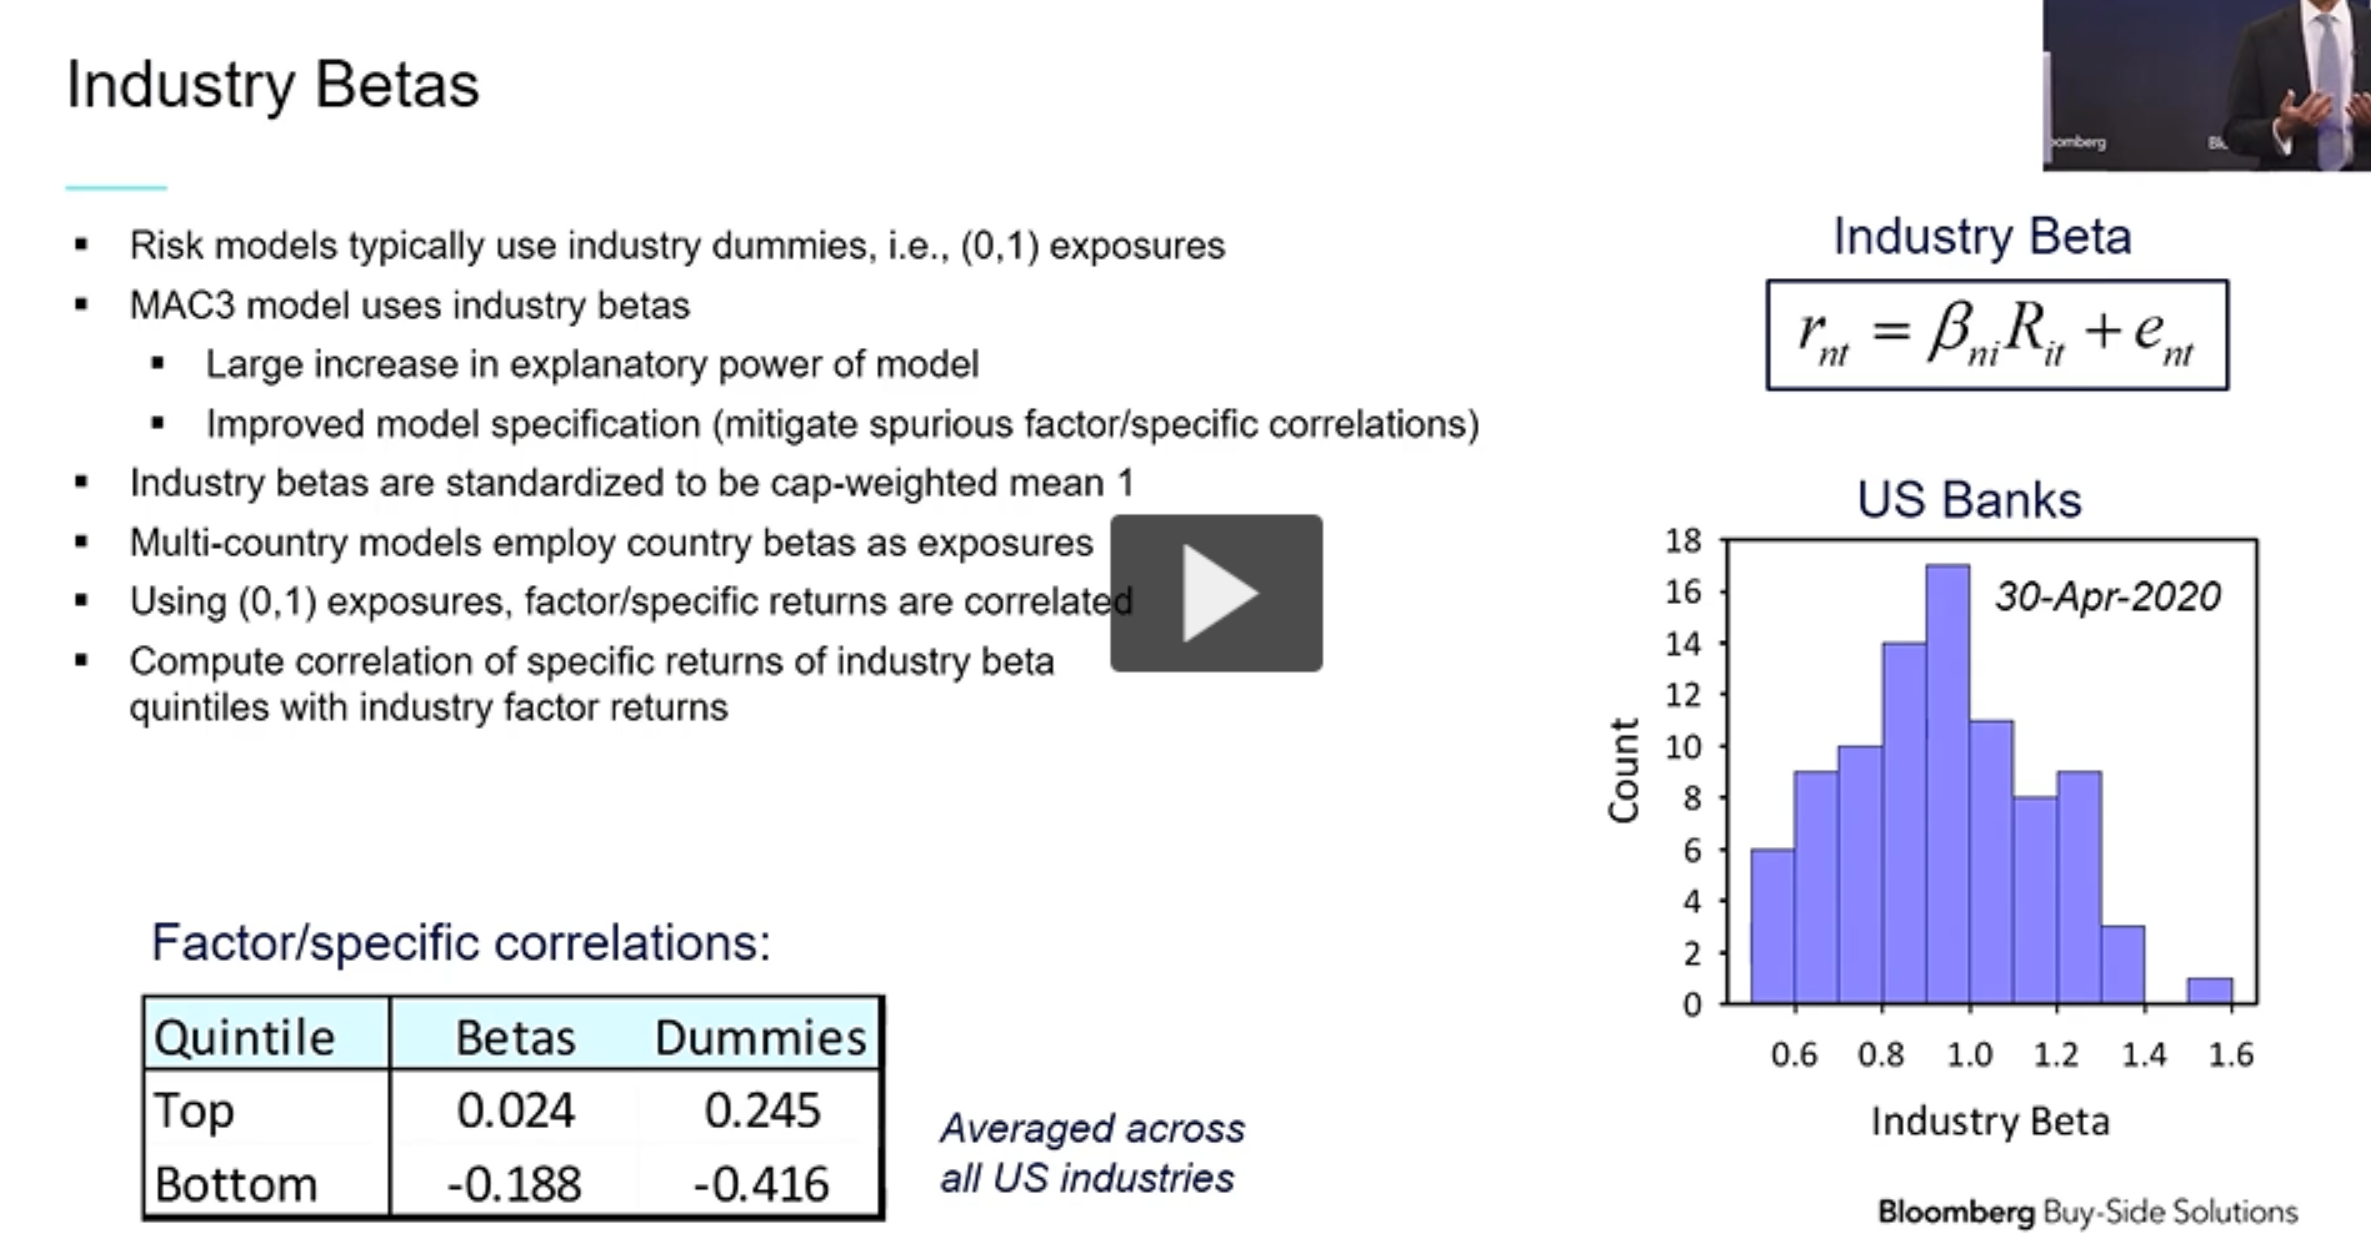 Industry Betas
omberg
▪ Risk models typically use industry dummies, i.e., (0,1) exposures
▪ MAC3 model uses industry betas
▪ Large increase in explanatory power of model
▪ Improved model specification (mitigate spurious factor/specific correlations)
▪ Industry betas are standardized to be cap-weighted mean 1
▪ Multi-country models employ country betas as exposures
▪ Using (0,1) exposures, factor/specific returns are correlated
▪ Compute correlation of specific returns of industry beta
quintiles with industry factor returns
Industry Beta
r_nt = β_ni R_it + e_nt
US Banks
30-Apr-2020
18
16
14
12
10
8
6
4
2
0
Count
0.6 0.8 1.0 1.2 1.4 1.6
Industry Beta
Factor/specific correlations:
Quintile Betas Dummies
Top 0.024 0.245
Bottom -0.188 -0.416
Averaged across
all US industries
Bloomberg Buy-Side Solutions